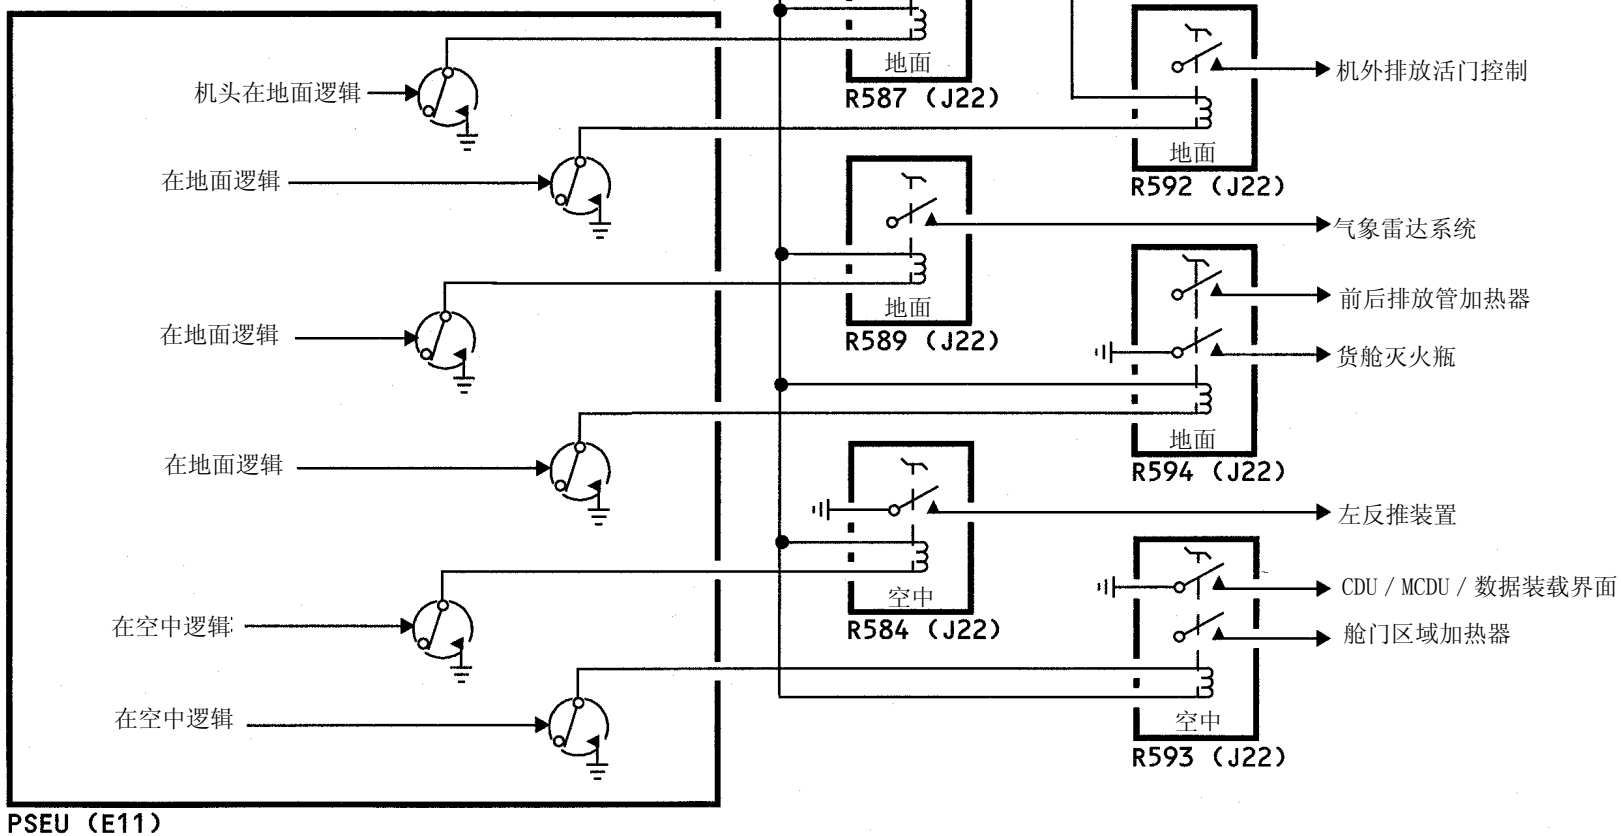 地面
R587 (J22)
机外排放活门控制
机头在地面逻辑
地面
R592 (J22)
在地面逻辑
气象雷达系统
地面
R589 (J22)
前后排放管加热器
在地面逻辑
货舱灭火瓶
地面
R594 (J22)
在地面逻辑
左反推装置
空中
R584 (J22)
CDU / MCDU / 数据装载界面
在空中逻辑
舱门区域加热器
在空中逻辑
空中
R593 (J22)
PSEU (E11)